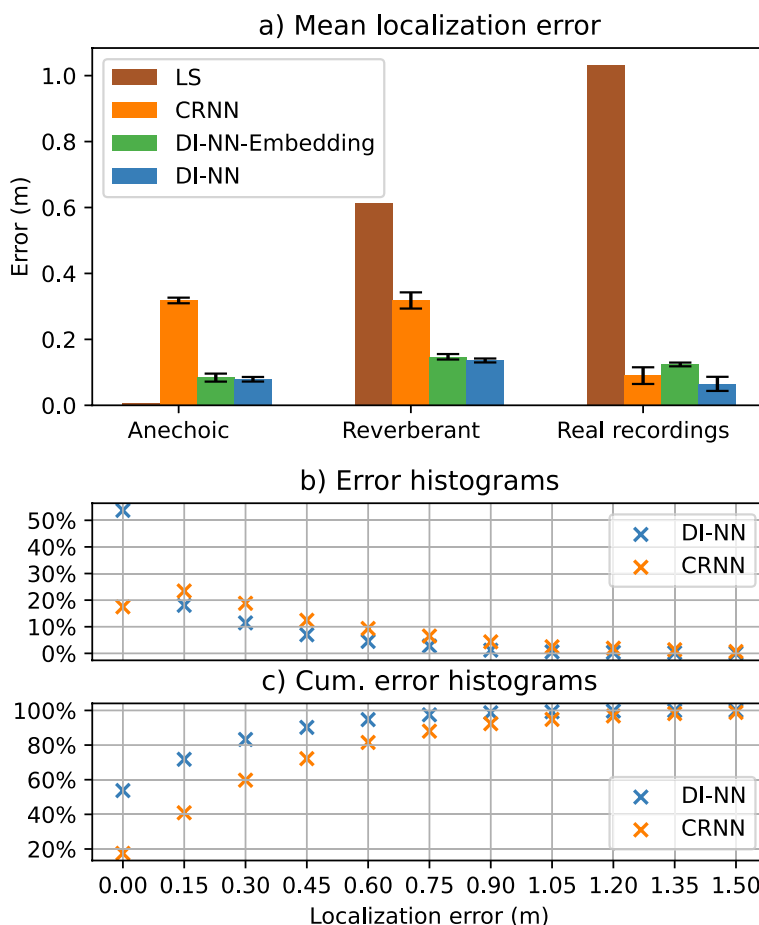 a) Mean localization error
LS
CRNN
DI-NN-Embedding
DI-NN
Error (m)
1.0
0.8
0.6
0.4
0.2
0.0
Anechoic Reverberant Real recordings
b) Error histograms
DI-NN
CRNN
50%
40%
30%
20%
10%
0%
c) Cum. error histograms
100%
80%
60%
40%
20%
DI-NN
CRNN
0.00 0.15 0.30 0.45 0.60 0.75 0.90 1.05 1.20 1.35 1.50
Localization error (m)